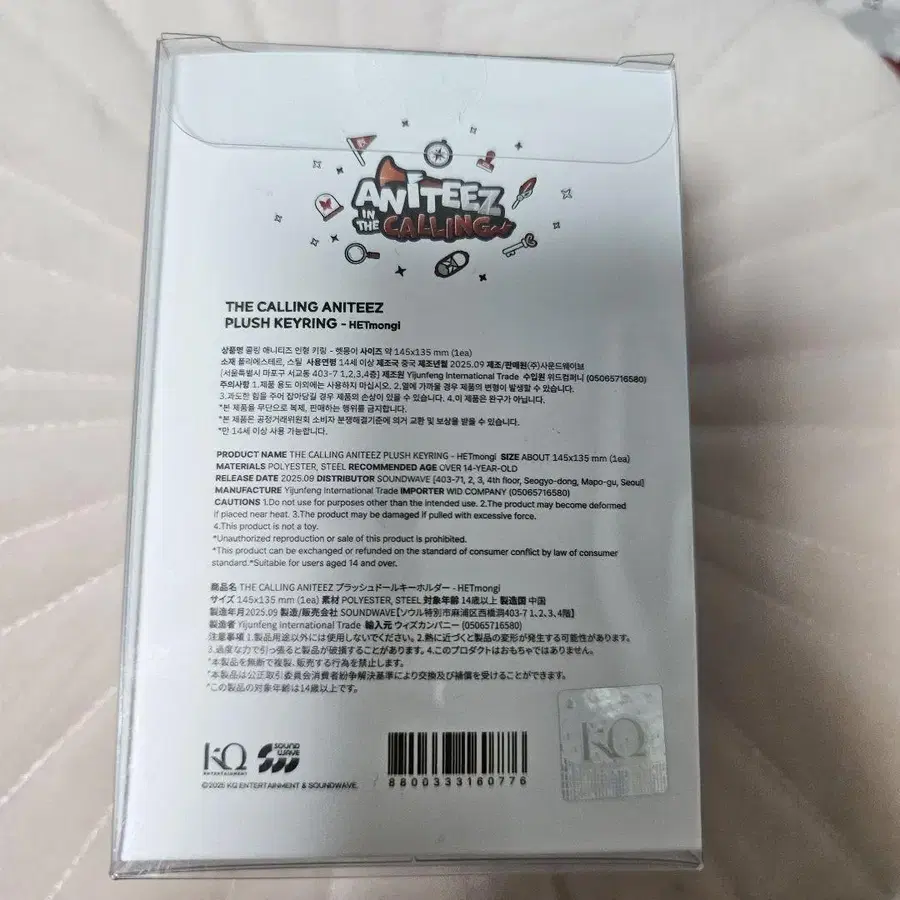 ANITEEZ
IN THE
CALLING
THE CALLING ANITEEZ
PLUSH KEYRING - HETmongi
상품명 콜링 애니티즈 인형 키링 - 헷몽이 사이즈 약 145x135 mm (1ea)
소재 폴리에스테르, 스틸 사용연령 14세 이상 제조국 중국 제조년월 2025.09 제조/판매원(주)사운드웨이브
[서울특별시 마포구 서교동 403-7 1,2,3,4층] 제조원 Yijunfeng International Trade 수입원 위드컴퍼니 (05065716580)
주의사항 1.제품 용도 이외에는 사용하지 마십시오. 2.열에 가까울 경우 제품의 변형이 발생할 수 있습니다.
3.과도한 힘을 주어 잡아당길 경우 제품의 손상이 있을 수 있습니다. 4.이 제품은 완구가 아닙니다.
*본 제품을 무단으로 복제, 판매하는 행위를 금지합니다.
*본 제품은 공정거래위원회 소비자 분쟁해결기준에 의거 교환 및 보상을 받을 수 있습니다.
*만 14세 이상 사용 가능합니다.
PRODUCT NAME THE CALLING ANITEEZ PLUSH KEYRING - HETmongi SIZE ABOUT 145x135 mm (1ea)
MATERIALS POLYESTER, STEEL RECOMMENDED AGE OVER 14-YEAR-OLD
RELEASE DATE 2025.09 DISTRIBUTOR SOUNDWAVE [403-71, 2, 3, 4th floor, Seogyo-dong, Mapo-gu, Seoul]
MANUFACTURE Yijunfeng International Trade IMPORTER WID COMPANY (05065716580)
CAUTIONS 1.Do not use for purposes other than the intended use. 2.The product may become deformed
if placed near heat. 3.The product may be damaged if pulled with excessive force.
4.This product is not a toy.
*Unauthorized reproduction or sale of this product is prohibited.
*This product can be exchanged or refunded on the standard of consumer conflict by law of consumer
standard.*Suitable for users aged 14 and over.
商品名 THE CALLING ANITEEZ プラッシュドールキーホルダー - HETmongi
サイズ 145x135 mm (1ea) 素材 POLYESTER, STEEL 対象年齢 14歳以上 製造国 中国
製造年月2025.09 製造/販売会社 SOUNDWAVE[ソウル特別市麻浦区西橋洞403-7 1, 2, 3, 4階]
製造者 Yijunfeng International Trade 輸入元 ウィズカンパニー (05065716580)
注意事項 1.製品用途以外には使用しないでください。2.熱に近づくと製品の変形が発生する可能性があります。
3.過度な力で引っ張ると製品が破損することがあります。4.このプロダクトはおもちゃではありません。
*本製品を無断で複製、販売する行為を禁止します。
*本製品は公正取引委員会消費者紛争解決基準により交換及び補償を受けることができます。
*この製品の対象年齢は14歳以上です。
KQ
ENTERTAINMENT
SOUND
WAVE
©2025 KQ ENTERTAINMENT & SOUNDWAVE.
8800333160776
KQ